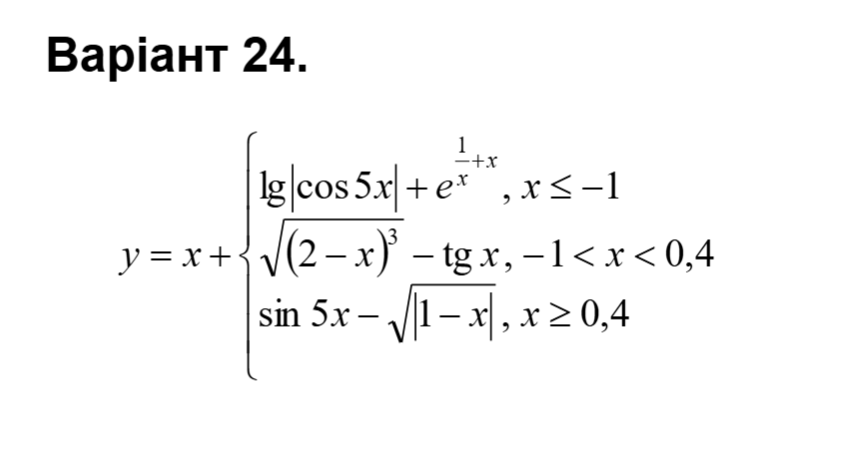 Варіант 24.
y = x + { lg|cos 5x| + e^(1/x + x), x ≤ −1
√((2 − x)³) − tg x, −1 < x < 0,4
sin 5x − √|1 − x|, x ≥ 0,4